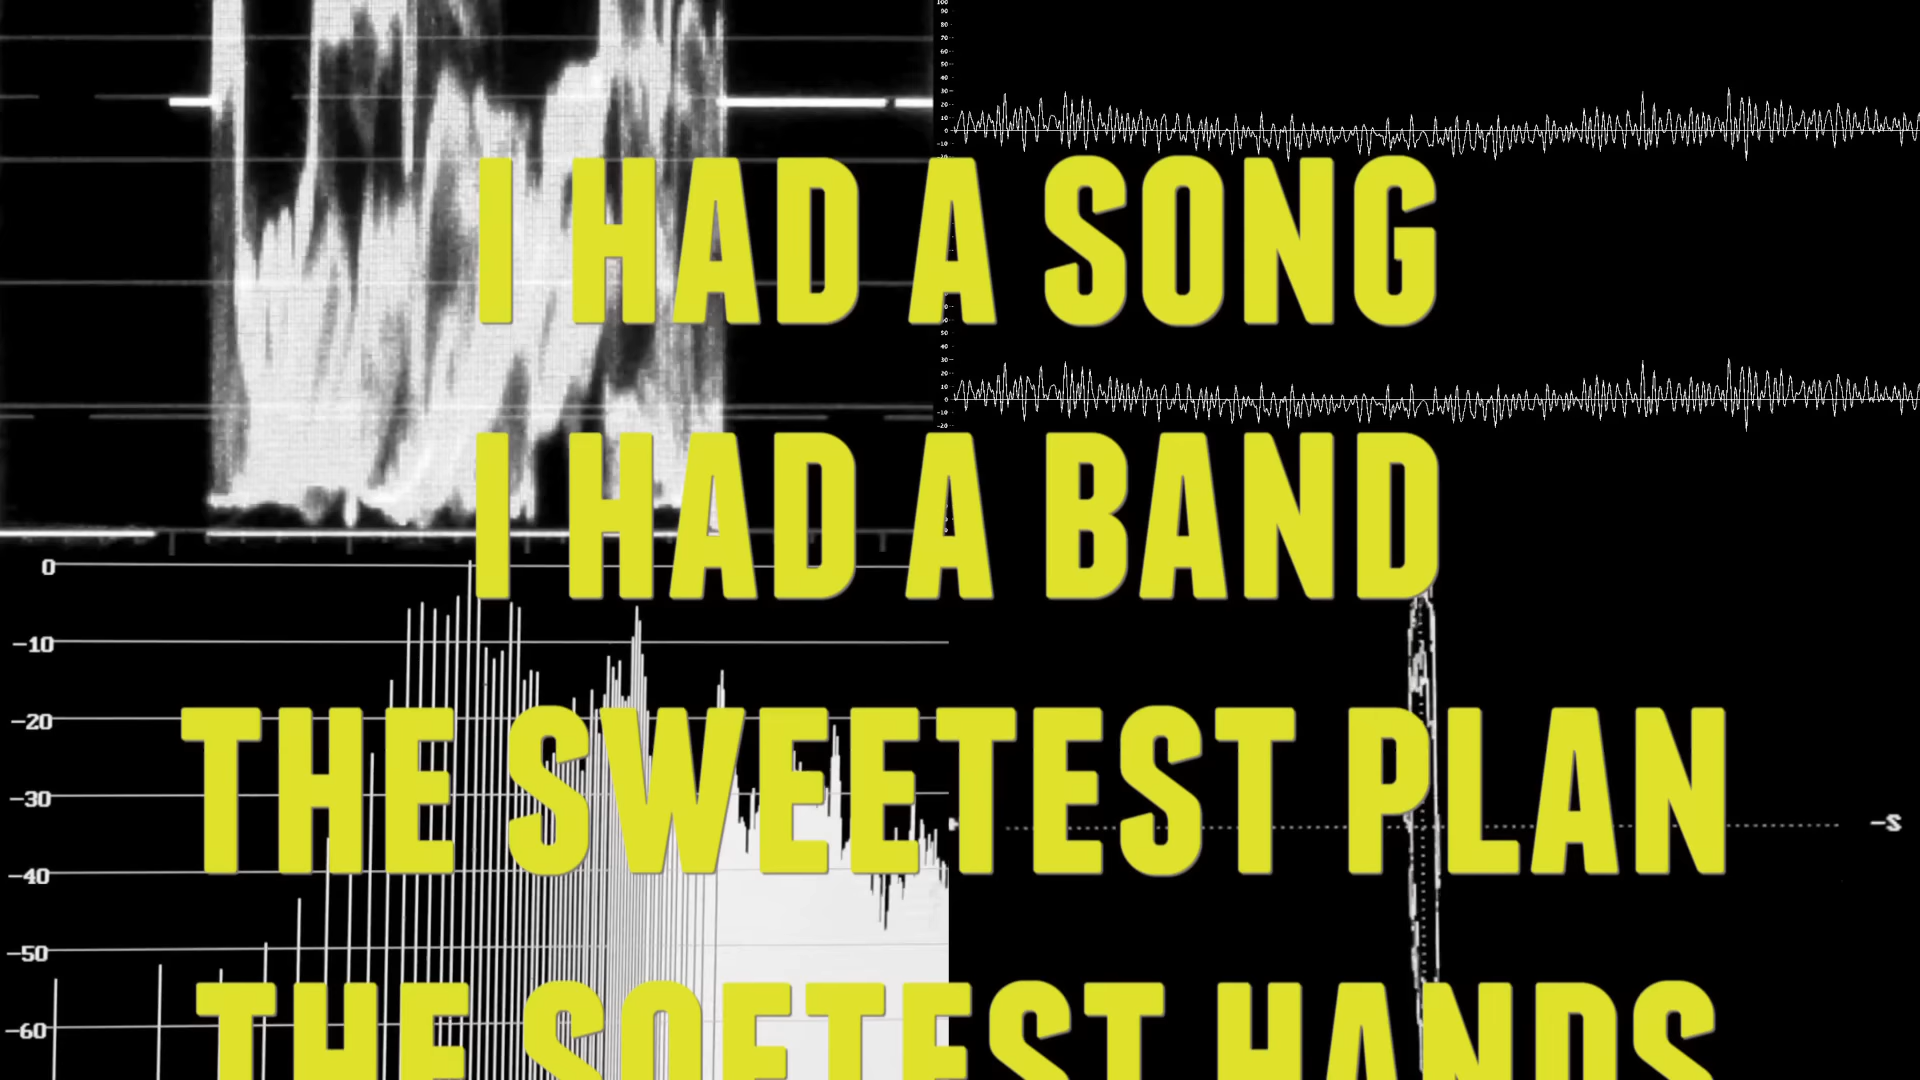 I HAD A SONG
I HAD A BAND
THE SWEETEST PLAN
THE SOFTEST HANDS
0
-10
-20
-30
-40
-50
-60
-S